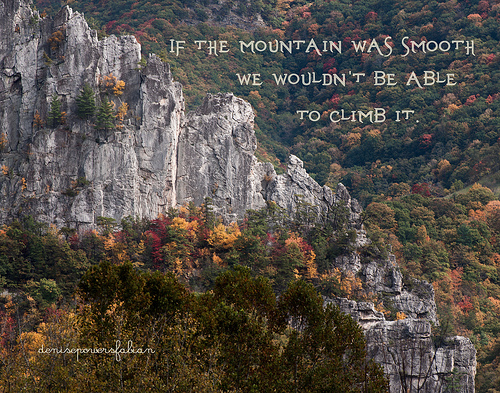 If the mountain was smooth
we wouldn't be able
to climb it.
denisepowersfabian